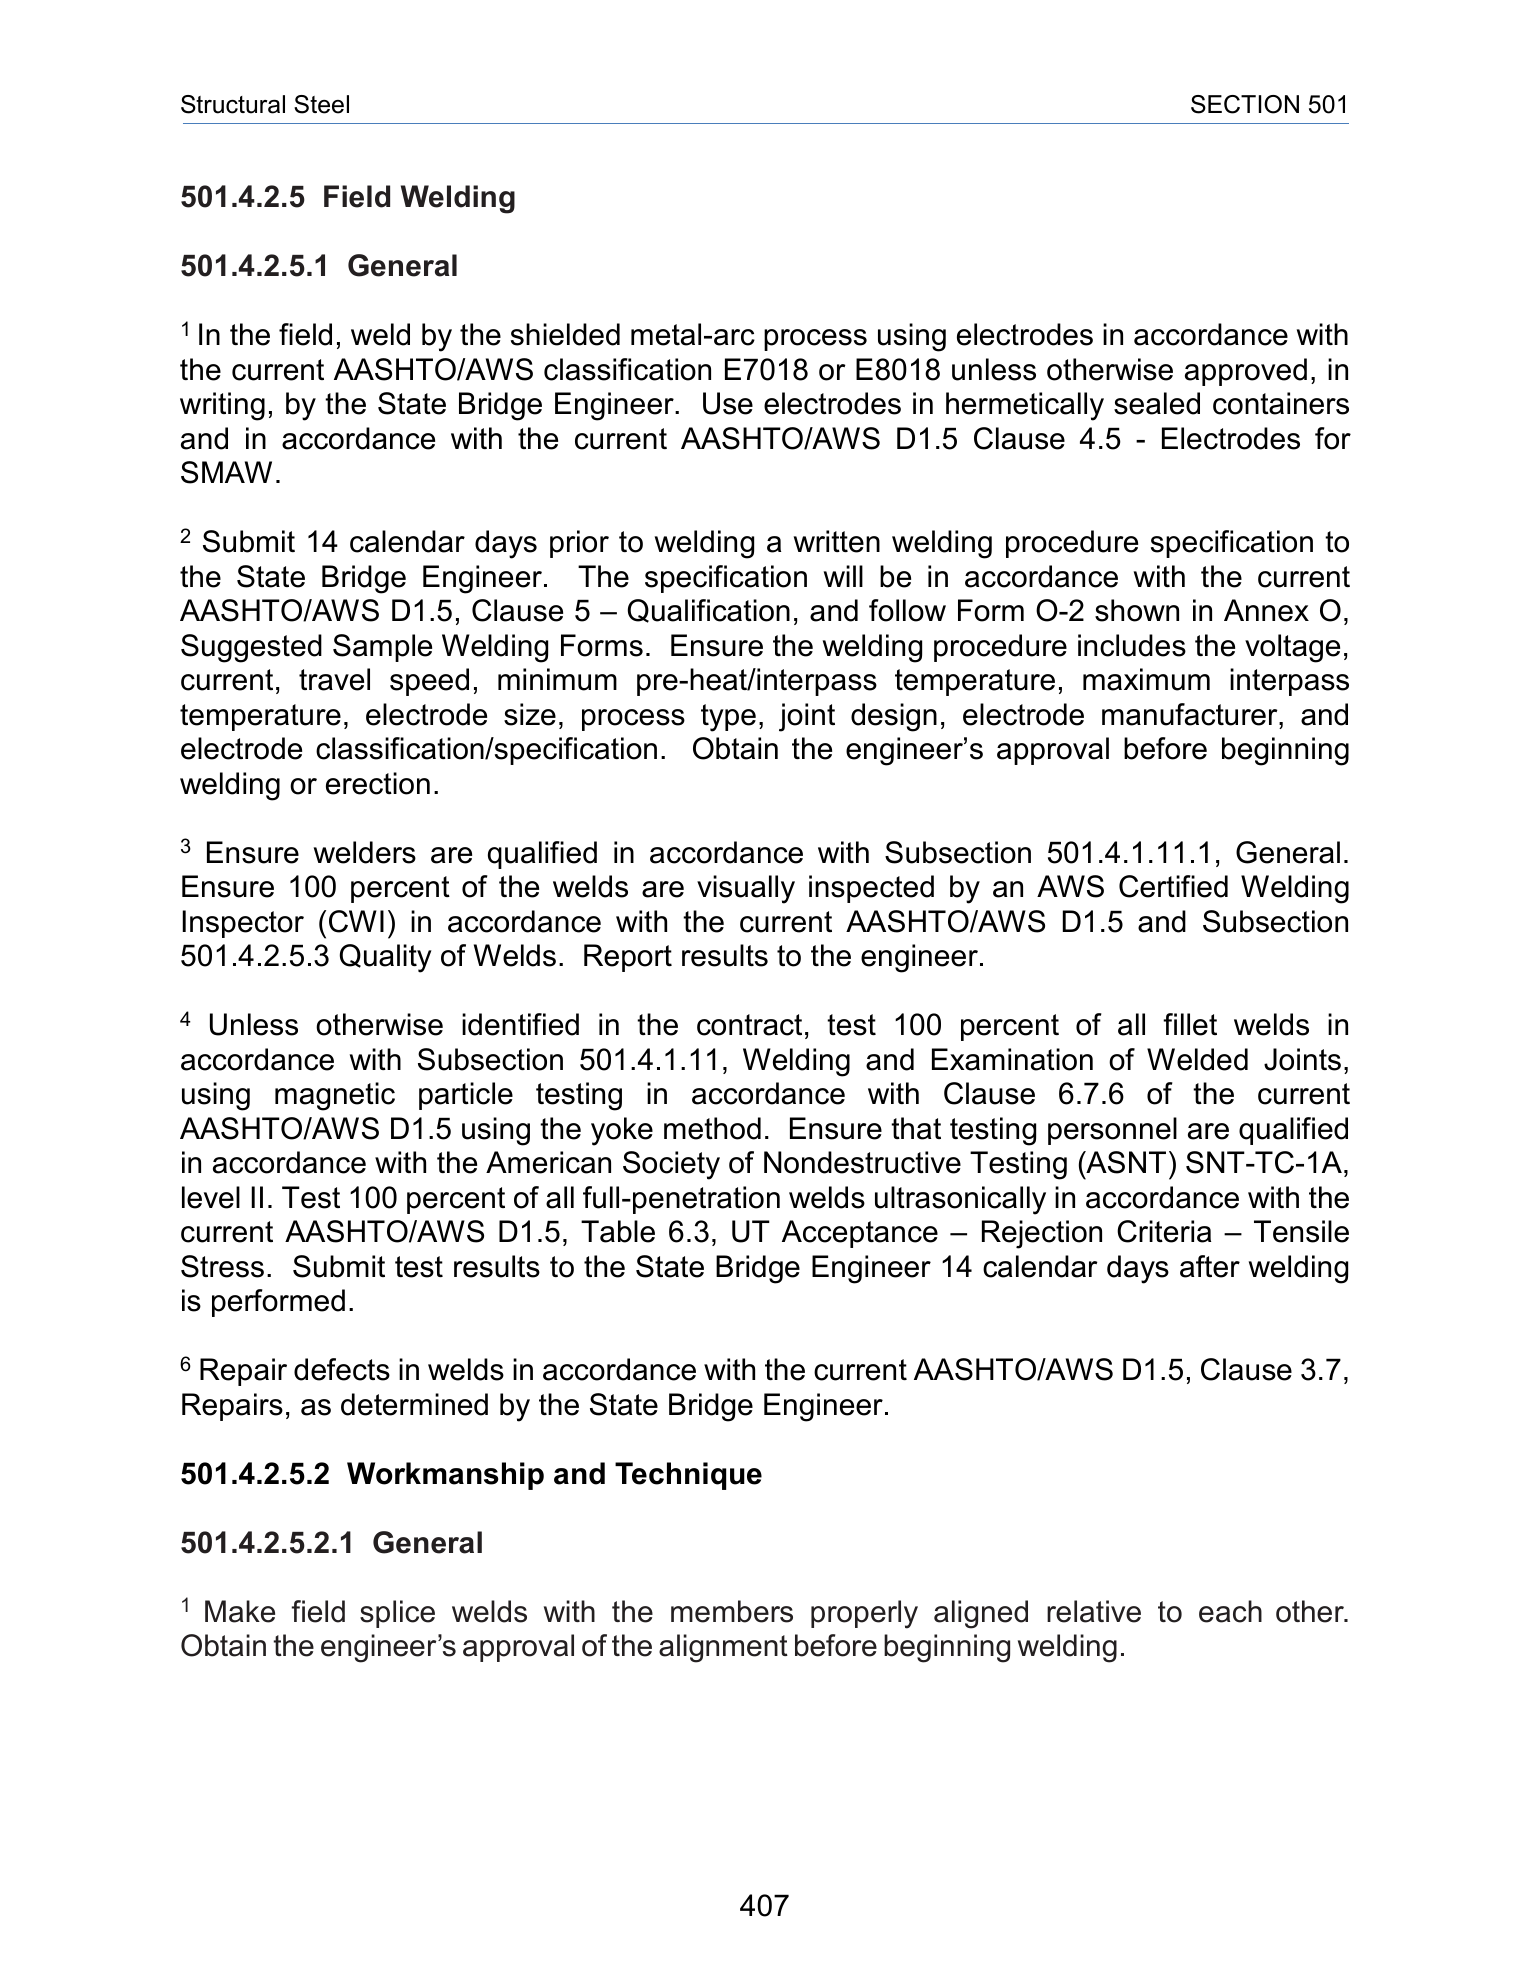 Structural Steel SECTION 501
501.4.2.5 Field Welding
501.4.2.5.1 General
1 In the field, weld by the shielded metal-arc process using electrodes in accordance with
the current AASHTO/AWS classification E7018 or E8018 unless otherwise approved, in
writing, by the State Bridge Engineer. Use electrodes in hermetically sealed containers
and in accordance with the current AASHTO/AWS D1.5 Clause 4.5 - Electrodes for
SMAW.
2 Submit 14 calendar days prior to welding a written welding procedure specification to
the State Bridge Engineer. The specification will be in accordance with the current
AASHTO/AWS D1.5, Clause 5 – Qualification, and follow Form O-2 shown in Annex O,
Suggested Sample Welding Forms. Ensure the welding procedure includes the voltage,
current, travel speed, minimum pre-heat/interpass temperature, maximum interpass
temperature, electrode size, process type, joint design, electrode manufacturer, and
electrode classification/specification. Obtain the engineer’s approval before beginning
welding or erection.
3 Ensure welders are qualified in accordance with Subsection 501.4.1.11.1, General.
Ensure 100 percent of the welds are visually inspected by an AWS Certified Welding
Inspector (CWI) in accordance with the current AASHTO/AWS D1.5 and Subsection
501.4.2.5.3 Quality of Welds. Report results to the engineer.
4 Unless otherwise identified in the contract, test 100 percent of all fillet welds in
accordance with Subsection 501.4.1.11, Welding and Examination of Welded Joints,
using magnetic particle testing in accordance with Clause 6.7.6 of the current
AASHTO/AWS D1.5 using the yoke method. Ensure that testing personnel are qualified
in accordance with the American Society of Nondestructive Testing (ASNT) SNT-TC-1A,
level II. Test 100 percent of all full-penetration welds ultrasonically in accordance with the
current AASHTO/AWS D1.5, Table 6.3, UT Acceptance – Rejection Criteria – Tensile
Stress. Submit test results to the State Bridge Engineer 14 calendar days after welding
is performed.
6 Repair defects in welds in accordance with the current AASHTO/AWS D1.5, Clause 3.7,
Repairs, as determined by the State Bridge Engineer.
501.4.2.5.2 Workmanship and Technique
501.4.2.5.2.1 General
1 Make field splice welds with the members properly aligned relative to each other.
Obtain the engineer’s approval of the alignment before beginning welding.
407